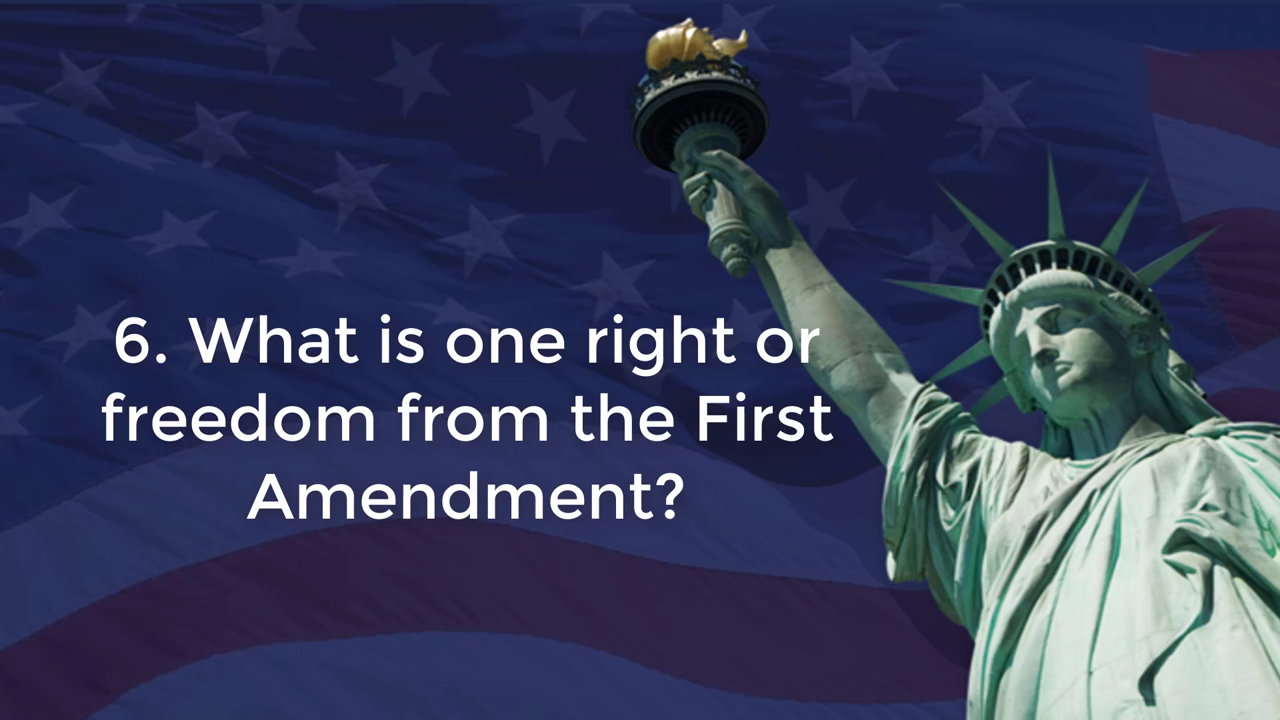 6. What is one right or
freedom from the First
Amendment?